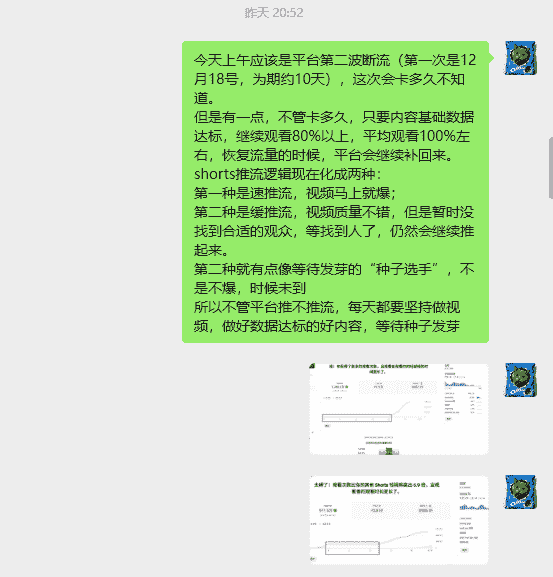 昨天 20:52
今天上午应该是平台第二波断流（第一次是12
月18号，为期约10天），这次会卡多久不知
道。
但是有一点，不管卡多久，只要内容基础数据
达标，继续观看80%以上，平均观看100%左
右，恢复流量的时候，平台会继续补回来。
shorts推流逻辑现在化成两种：
第一种是速推流，视频马上就爆；
第二种是缓推流，视频质量不错，但是暂时没
找到合适的观众，等找到人了，仍然会继续推
起来。
第二种就有点像等待发芽的“种子选手”，不
是不爆，时候未到
所以不管平台推不推流，每天都要坚持做视
频，做好数据达标的好内容，等待种子发芽